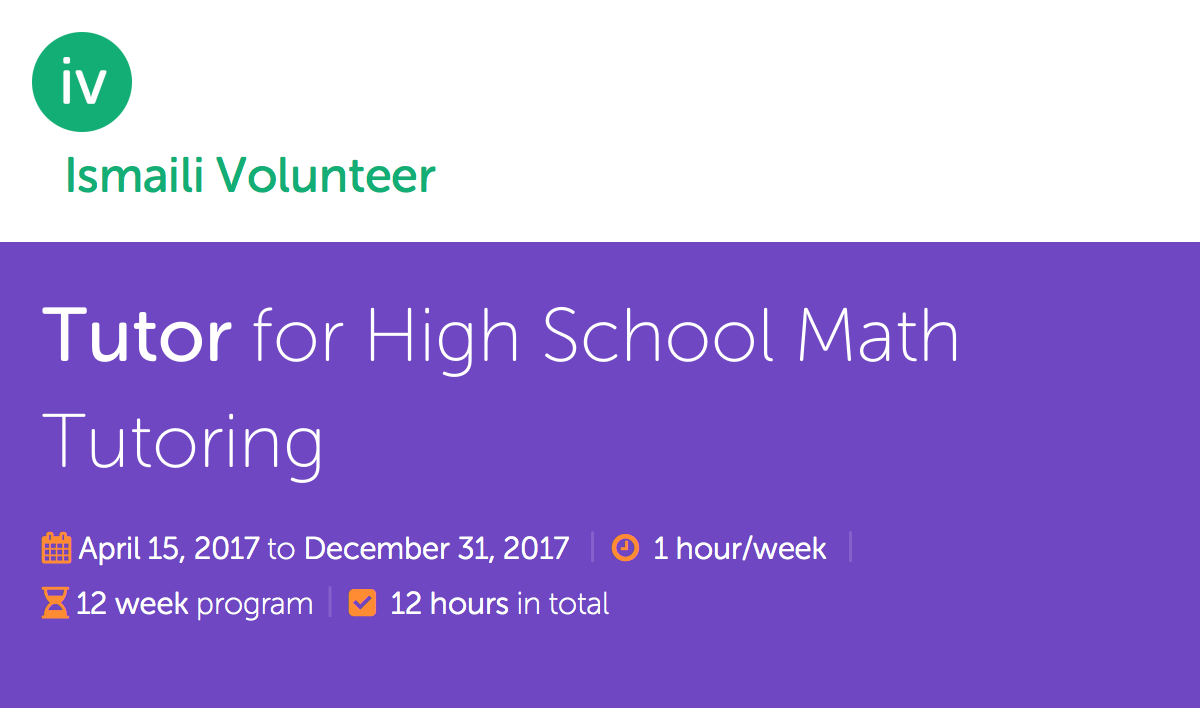 iv
Ismaili Volunteer
Tutor for High School Math
Tutoring
April 15, 2017 to December 31, 2017 | 1 hour/week |
12 week program | 12 hours in total